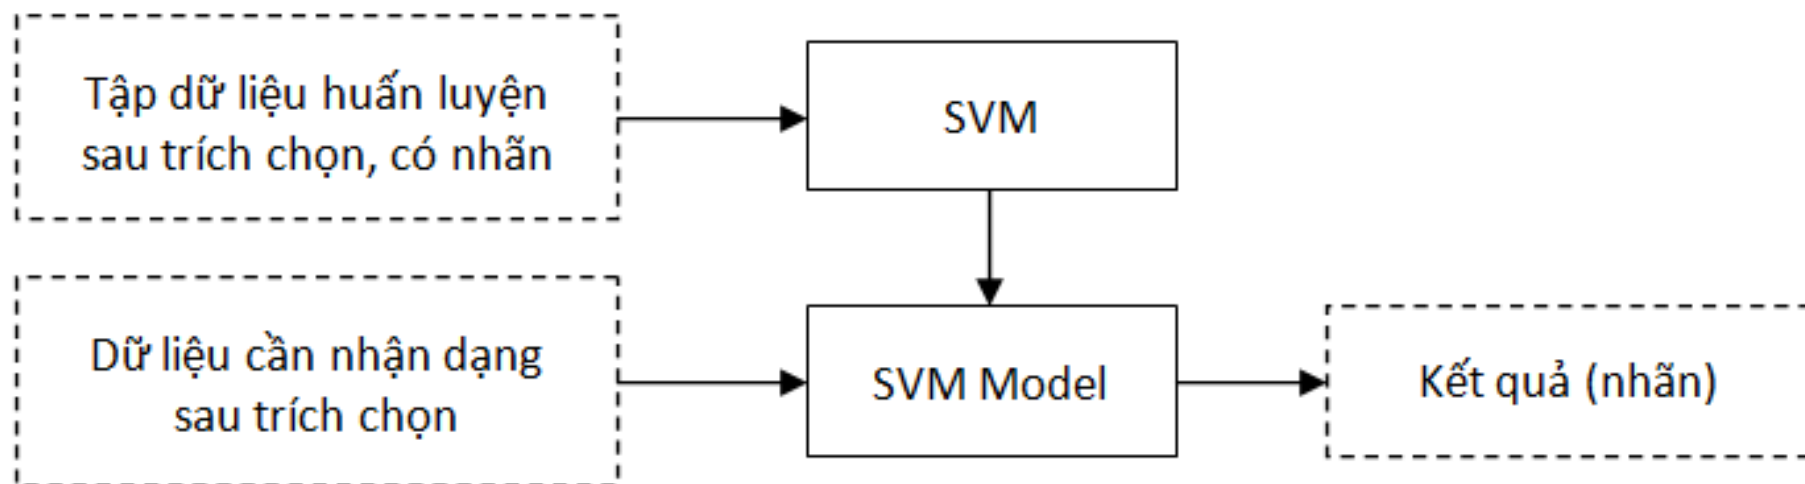 Tập dữ liệu huấn luyện
sau trích chọn, có nhãn
SVM
Dữ liệu cần nhận dạng
sau trích chọn
SVM Model
Kết quả (nhãn)